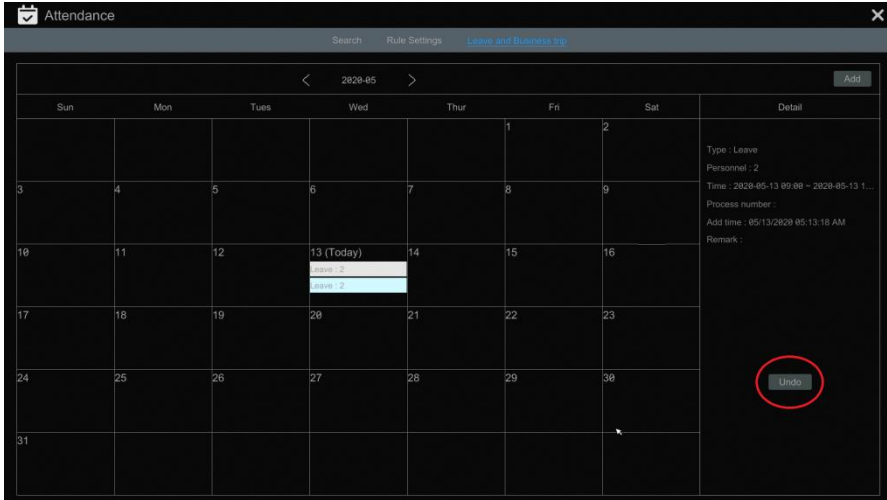 Attendance
Search Rule Settings Leave and Business trip
2020-05 Add
Sun Mon Tues Wed Thur Fri Sat Detail
1 2
Type : Leave
Personnel : 2
Time : 2020-05-13 09:00 ~ 2020-05-13 1...
Process number :
Add time : 05/13/2020 05:13:18 AM
Remark :
3 4 5 6 7 8 9
10 11 12 13 (Today) 14 15 16
Leave : 2
Leave : 2
17 18 19 20 21 22 23
24 25 26 27 28 29 30
Undo
31